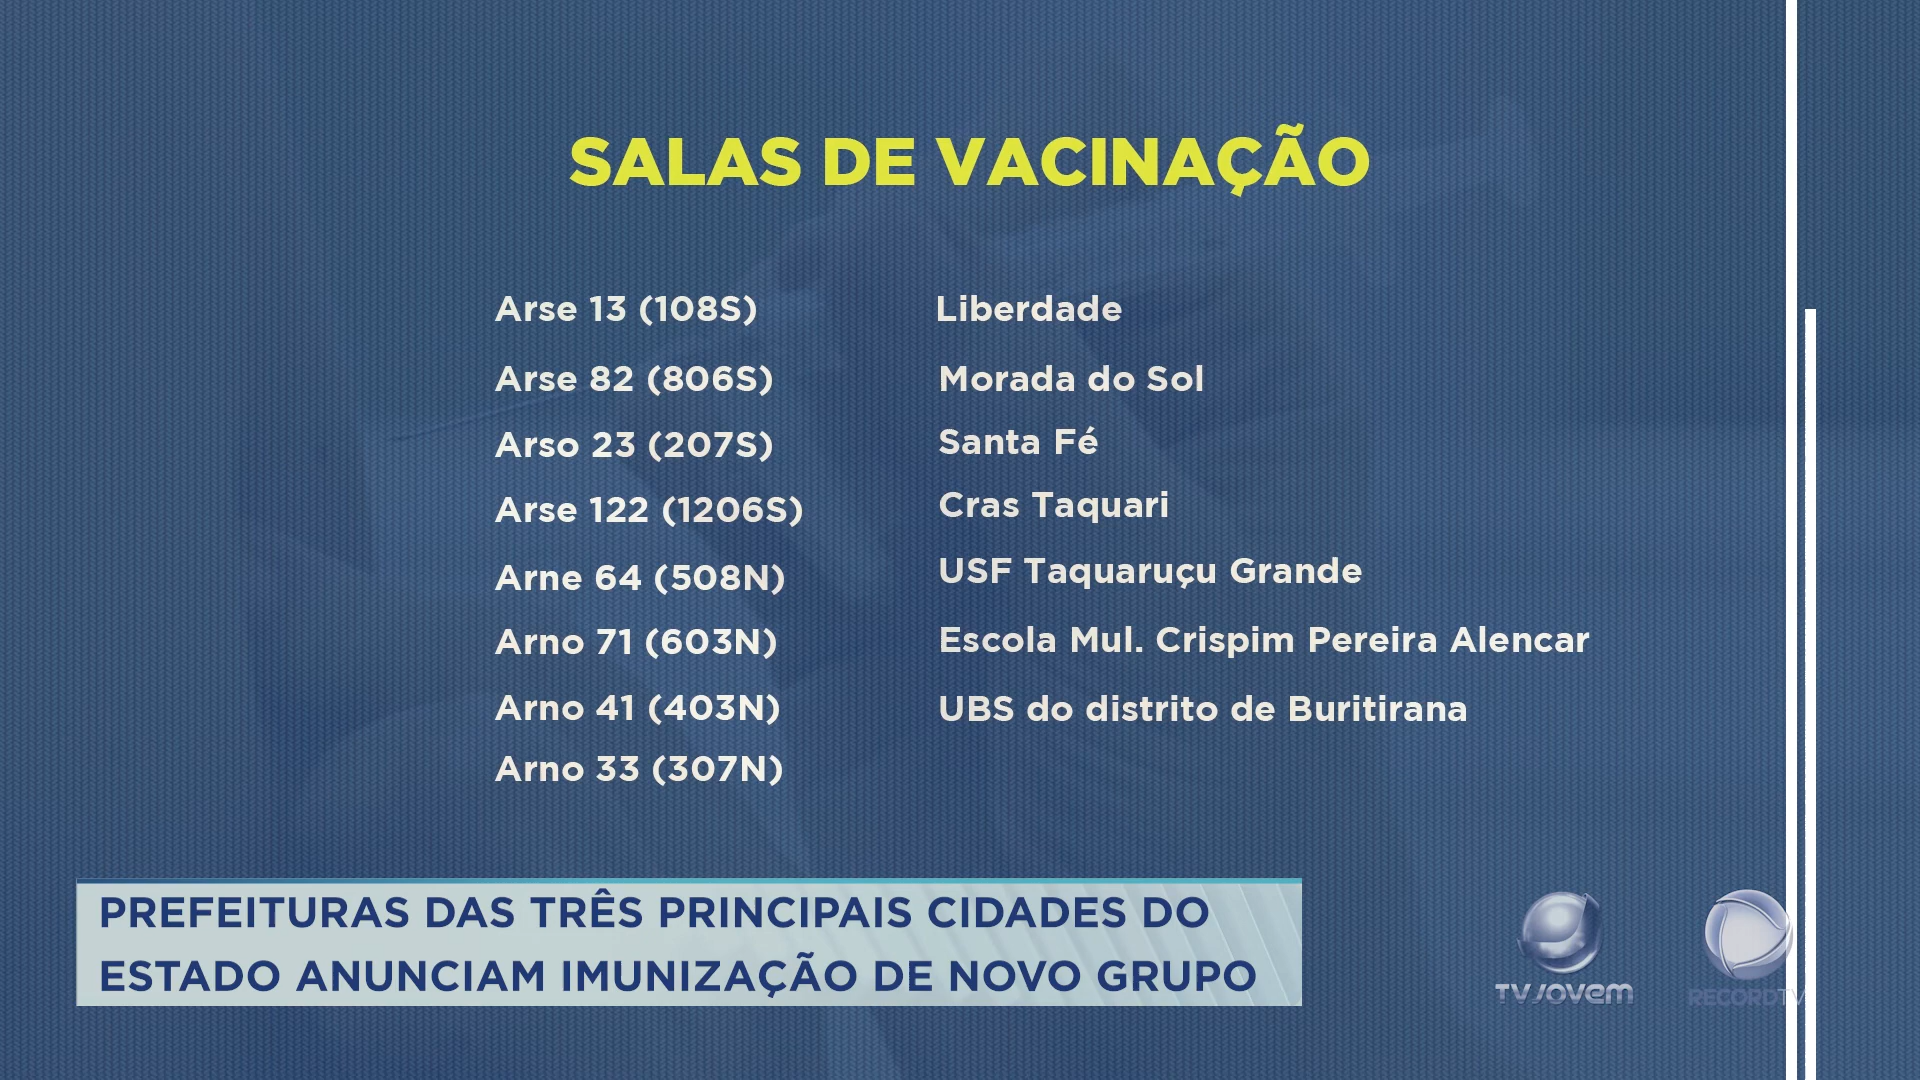 SALAS DE VACINAÇÃO
Arse 13 (108S)
Arse 82 (806S)
Arso 23 (207S)
Arse 122 (1206S)
Arne 64 (508N)
Arno 71 (603N)
Arno 41 (403N)
Arno 33 (307N)
Liberdade
Morada do Sol
Santa Fé
Cras Taquari
USF Taquaruçu Grande
Escola Mul. Crispim Pereira Alencar
UBS do distrito de Buritirana
PREFEITURAS DAS TRÊS PRINCIPAIS CIDADES DO
ESTADO ANUNCIAM IMUNIZAÇÃO DE NOVO GRUPO
TV JOVEM
RECORDTV